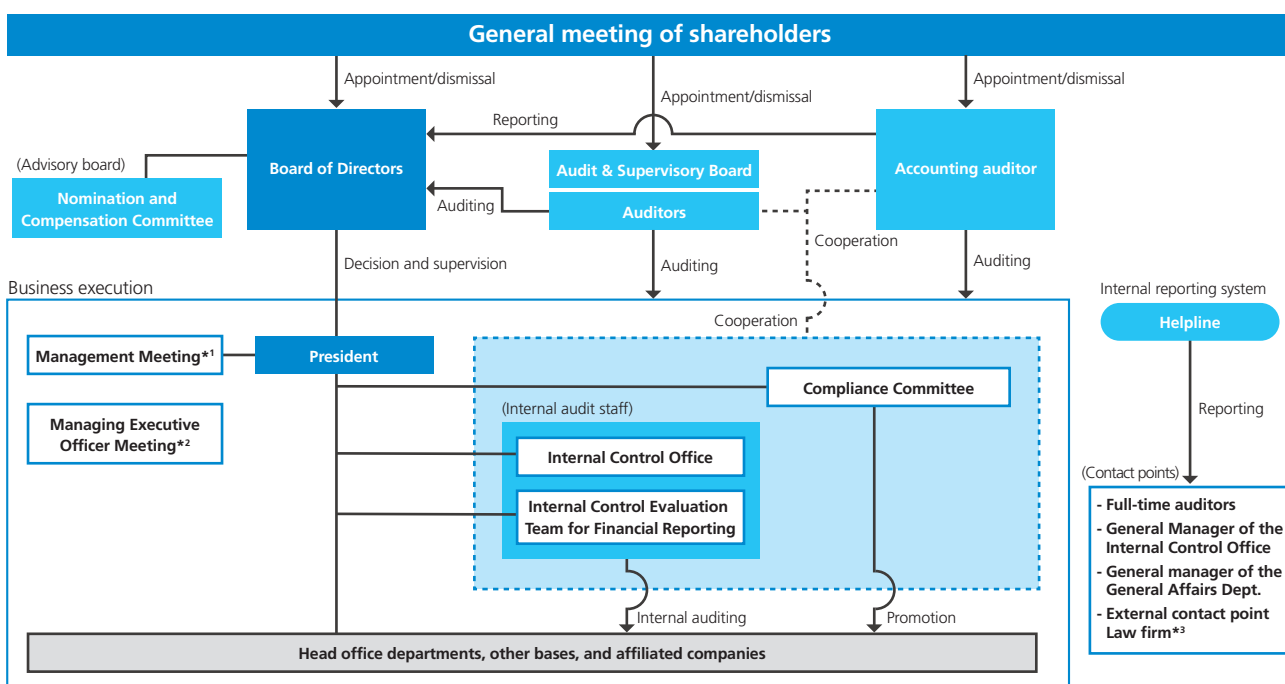 General meeting of shareholders
Appointment/dismissal
Appointment/dismissal
Appointment/dismissal
Reporting
(Advisory board)
Nomination and
Compensation Committee
Board of Directors
Audit & Supervisory Board
Auditors
Accounting auditor
Auditing
Cooperation
Decision and supervision
Auditing
Auditing
Business execution
Cooperation
Management Meeting*1
President
Managing Executive
Officer Meeting*2
Compliance Committee
(Internal audit staff)
Internal Control Office
Internal Control Evaluation
Team for Financial Reporting
Internal auditing
Promotion
Head office departments, other bases, and affiliated companies
Internal reporting system
Helpline
Reporting
(Contact points)
- Full-time auditors
- General Manager of the
Internal Control Office
- General manager of the
General Affairs Dept.
- External contact point
Law firm*3